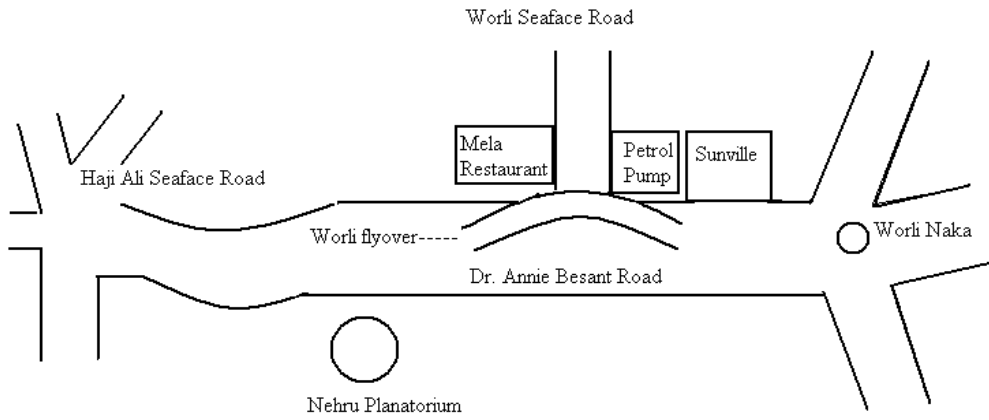 Worli Seaface Road
Mela
Restaurant
Petrol
Pump
Sunville
Haji Ali Seaface Road
Worli flyover-----
Worli Naka
Dr. Annie Besant Road
Nehru Planatorium